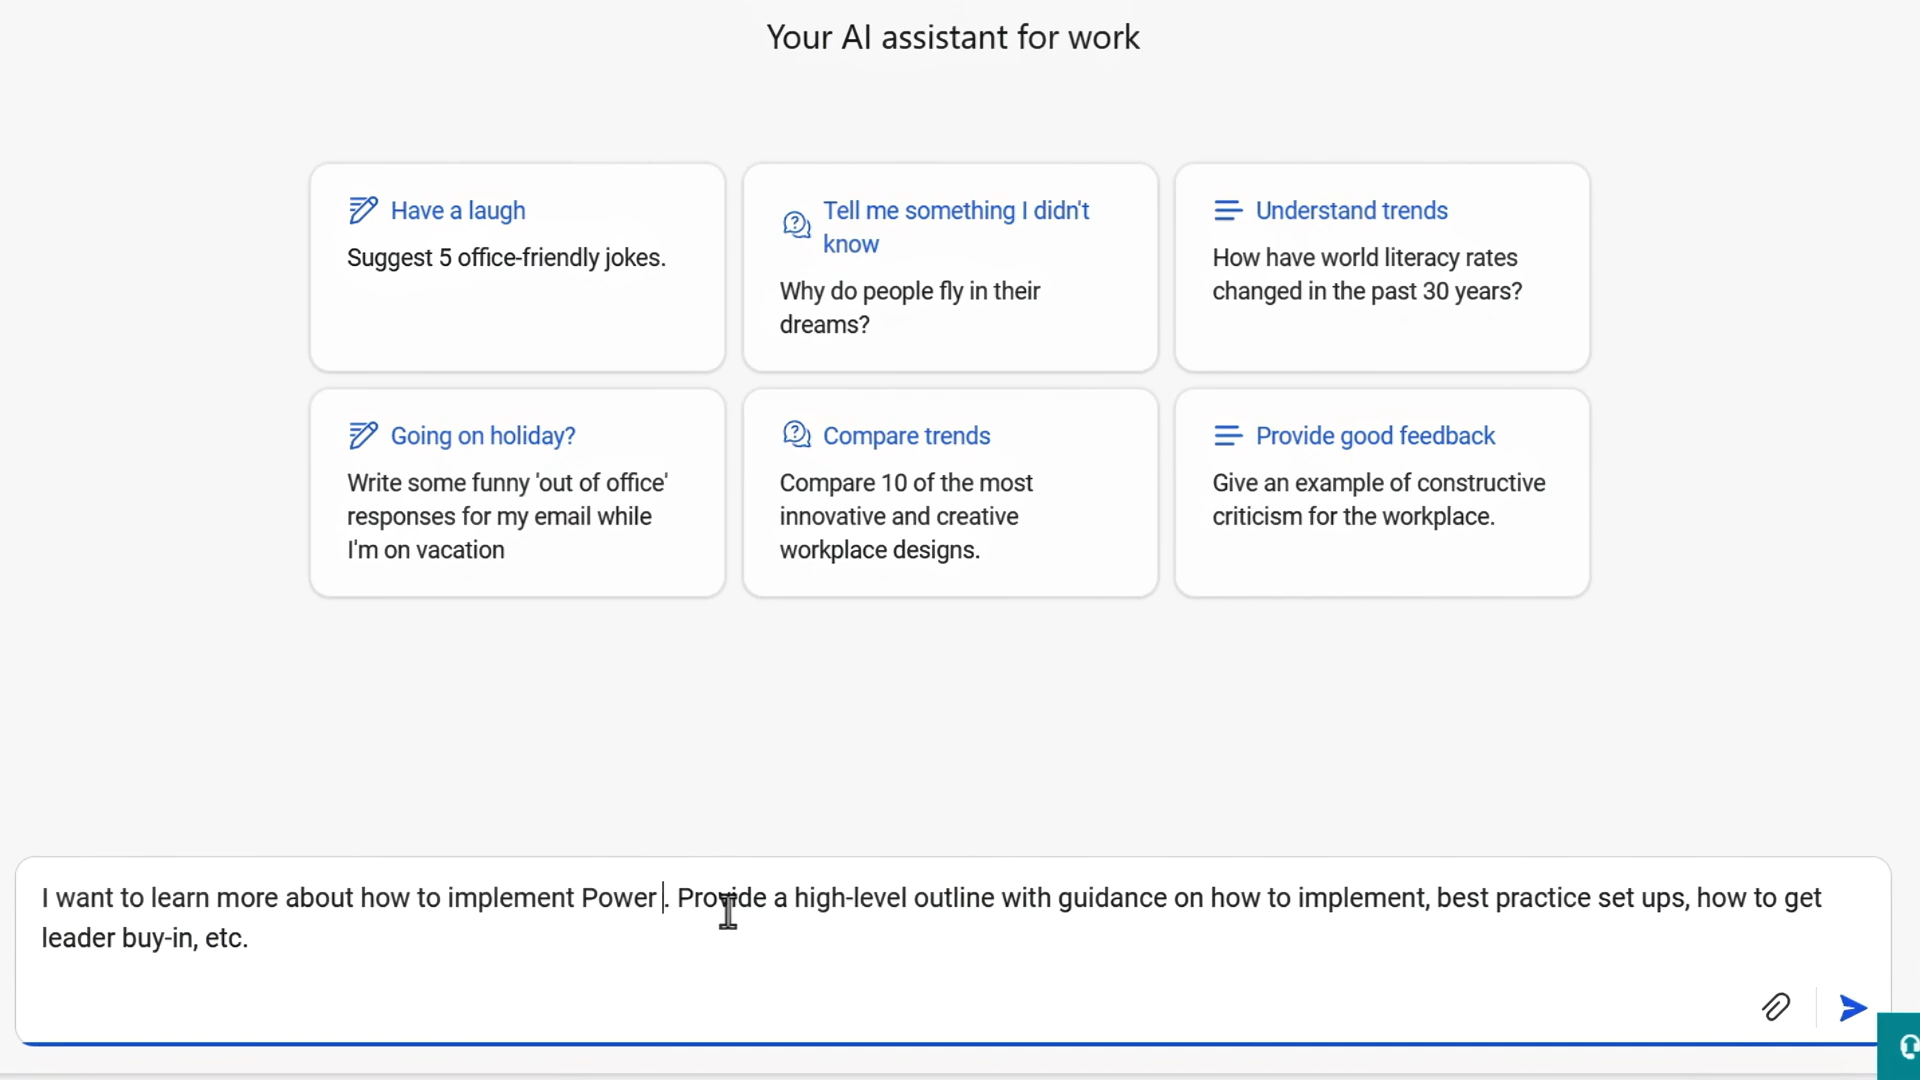 Your AI assistant for work
Have a laugh
Suggest 5 office-friendly jokes.
Tell me something I didn't
know
Why do people fly in their
dreams?
Understand trends
How have world literacy rates
changed in the past 30 years?
Going on holiday?
Write some funny 'out of office'
responses for my email while
I'm on vacation
Compare trends
Compare 10 of the most
innovative and creative
workplace designs.
Provide good feedback
Give an example of constructive
criticism for the workplace.
I want to learn more about how to implement Power . Provide a high-level outline with guidance on how to implement, best practice set ups, how to get
leader buy-in, etc.